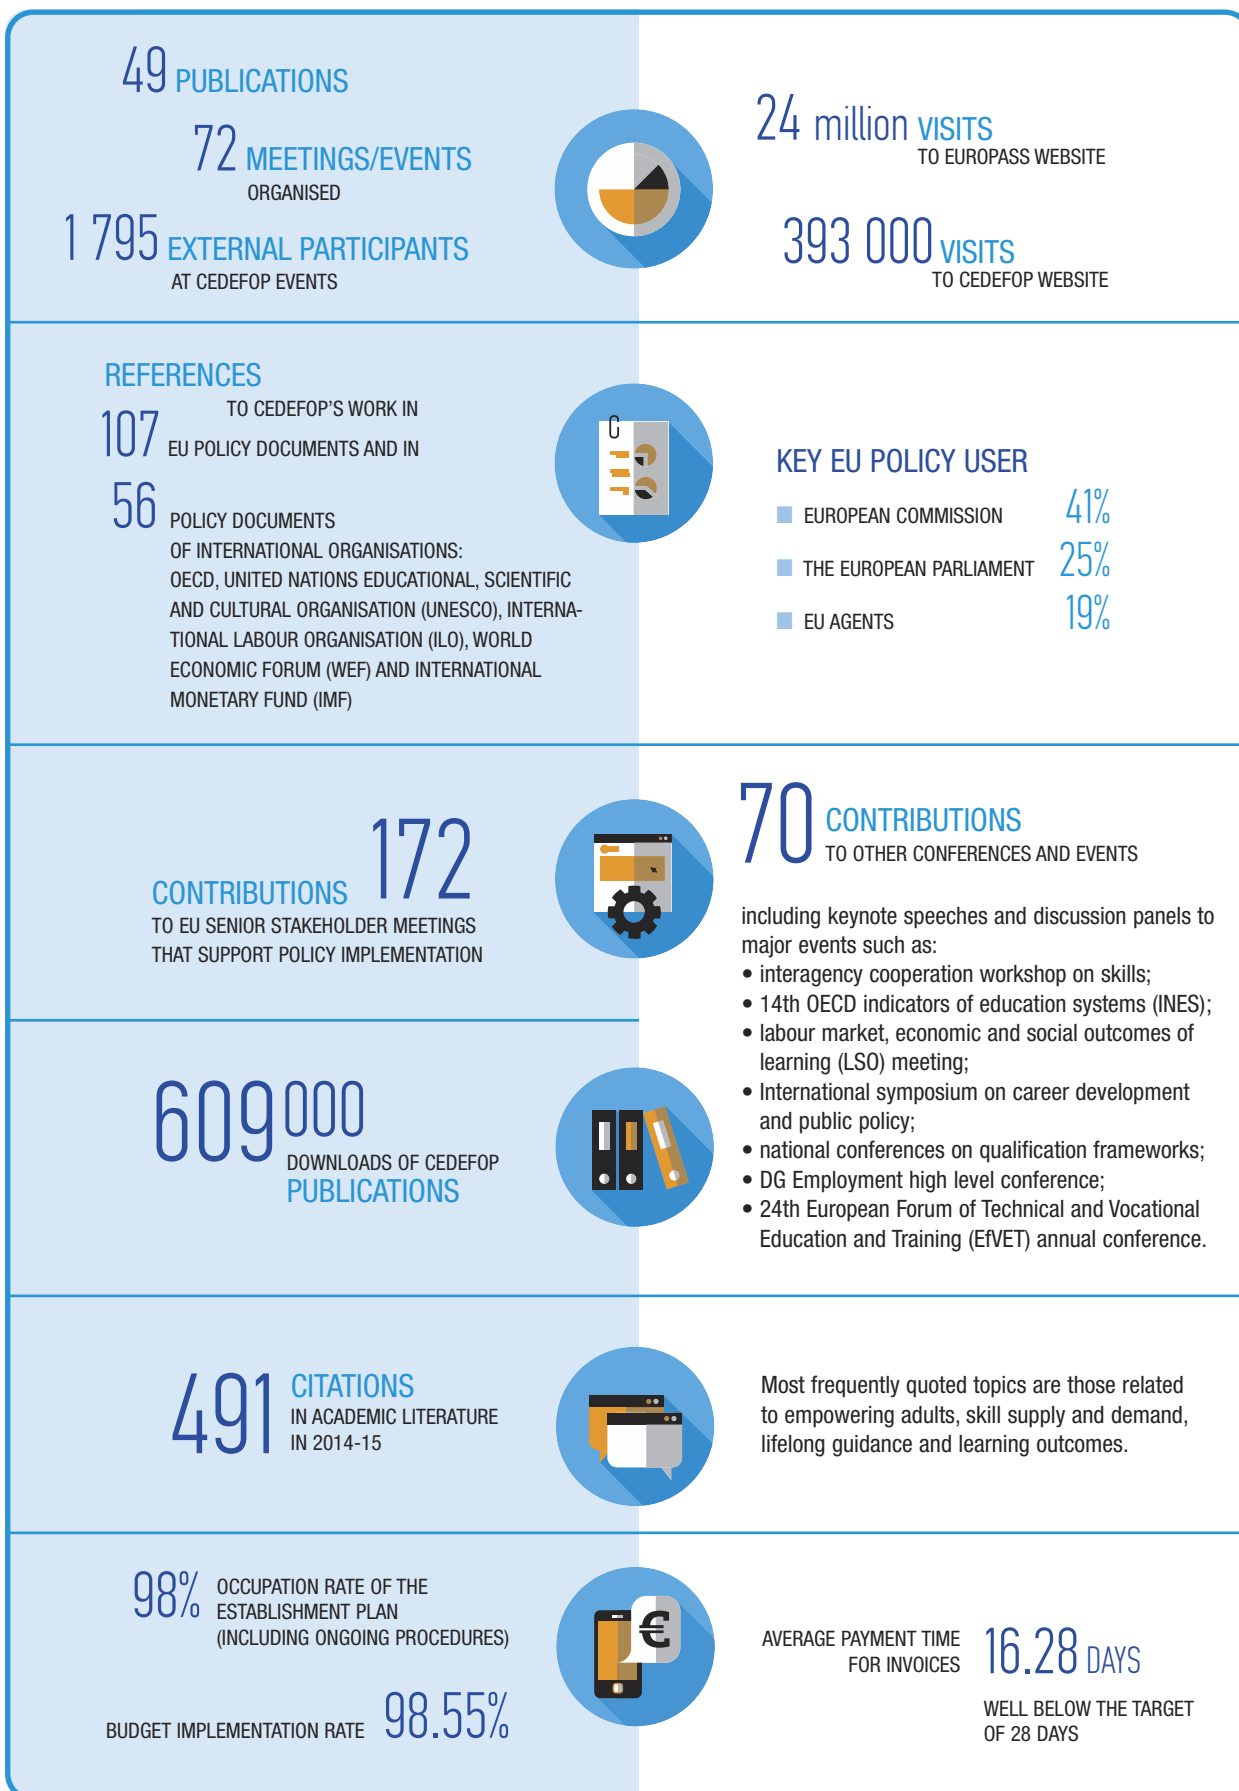 49 PUBLICATIONS
72 MEETINGS/EVENTS
ORGANISED
1 795 EXTERNAL PARTICIPANTS
AT CEDEFOP EVENTS
24 million VISITS
TO EUROPASS WEBSITE
393 000 VISITS
TO CEDEFOP WEBSITE
REFERENCES
107 TO CEDEFOP'S WORK IN
EU POLICY DOCUMENTS AND IN
56 POLICY DOCUMENTS
OF INTERNATIONAL ORGANISATIONS:
OECD, UNITED NATIONS EDUCATIONAL, SCIENTIFIC
AND CULTURAL ORGANISATION (UNESCO), INTERNA-
TIONAL LABOUR ORGANISATION (ILO), WORLD
ECONOMIC FORUM (WEF) AND INTERNATIONAL
MONETARY FUND (IMF)
KEY EU POLICY USER
EUROPEAN COMMISSION 41%
THE EUROPEAN PARLIAMENT 25%
EU AGENTS 19%
CONTRIBUTIONS 172
TO EU SENIOR STAKEHOLDER MEETINGS
THAT SUPPORT POLICY IMPLEMENTATION
609 000
DOWNLOADS OF CEDEFOP
PUBLICATIONS
70 CONTRIBUTIONS
TO OTHER CONFERENCES AND EVENTS
including keynote speeches and discussion panels to
major events such as:
• interagency cooperation workshop on skills;
• 14th OECD indicators of education systems (INES);
• labour market, economic and social outcomes of
learning (LSO) meeting;
• International symposium on career development
and public policy;
• national conferences on qualification frameworks;
• DG Employment high level conference;
• 24th European Forum of Technical and Vocational
Education and Training (EfVET) annual conference.
491 CITATIONS
IN ACADEMIC LITERATURE
IN 2014-15
Most frequently quoted topics are those related
to empowering adults, skill supply and demand,
lifelong guidance and learning outcomes.
98% OCCUPATION RATE OF THE
ESTABLISHMENT PLAN
(INCLUDING ONGOING PROCEDURES)
BUDGET IMPLEMENTATION RATE 98.55%
€
AVERAGE PAYMENT TIME
FOR INVOICES 16.28 DAYS
WELL BELOW THE TARGET
OF 28 DAYS